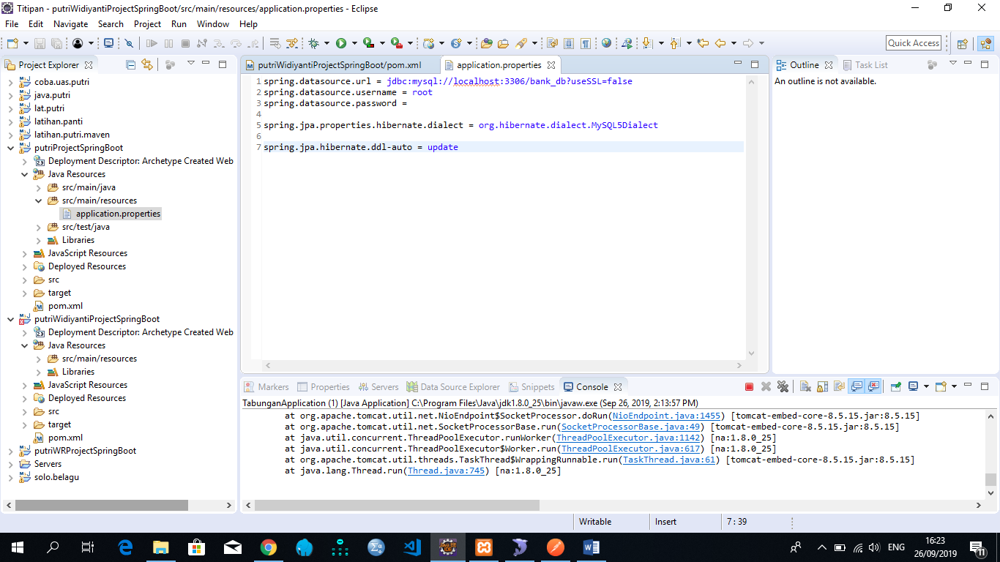 Titipan - putriWidiyantiProjectSpringBoot/src/main/resources/application.properties - Eclipse
File Edit Navigate Search Project Run Window Help
Quick Access
Project Explorer
coba.uas.putri
java.putri
lat.putri
latihan.panti
latihan.putri.maven
putriProjectSpringBoot
Deployment Descriptor: Archetype Created Web
Java Resources
src/main/java
src/main/resources
application.properties
src/test/java
Libraries
JavaScript Resources
Deployed Resources
src
target
pom.xml
putriWidiyantiProjectSpringBoot
Deployment Descriptor: Archetype Created Web
Java Resources
src/main/resources
Libraries
JavaScript Resources
Deployed Resources
src
target
pom.xml
putriWRProjectSpringBoot
Servers
solo.belagu
putriWidiyantiProjectSpringBoot/pom.xml application.properties
1 spring.datasource.url = jdbc:mysql://localhost:3306/bank_db?useSSL=false
2 spring.datasource.username = root
3 spring.datasource.password =
4
5 spring.jpa.properties.hibernate.dialect = org.hibernate.dialect.MySQL5Dialect
6
7 spring.jpa.hibernate.ddl-auto = update
Outline Task List
An outline is not available.
Markers Properties Servers Data Source Explorer Snippets Console
TabunganApplication (1) [Java Application] C:\Program Files\Java\jdk1.8.0_25\bin\javaw.exe (Sep 26, 2019, 2:13:57 PM)
at org.apache.tomcat.util.net.NioEndpoint$SocketProcessor.doRun(NioEndpoint.java:1455) [tomcat-embed-core-8.5.15.jar:8.5.15]
at org.apache.tomcat.util.net.SocketProcessorBase.run(SocketProcessorBase.java:49) [tomcat-embed-core-8.5.15.jar:8.5.15]
at java.util.concurrent.ThreadPoolExecutor.runWorker(ThreadPoolExecutor.java:1142) [na:1.8.0_25]
at java.util.concurrent.ThreadPoolExecutor$Worker.run(ThreadPoolExecutor.java:617) [na:1.8.0_25]
at org.apache.tomcat.util.threads.TaskThread$WrappingRunnable.run(TaskThread.java:61) [tomcat-embed-core-8.5.15.jar:8.5.15]
at java.lang.Thread.run(Thread.java:745) [na:1.8.0_25]
Writable Insert 7 : 39
ENG
16:23
26/09/2019
11